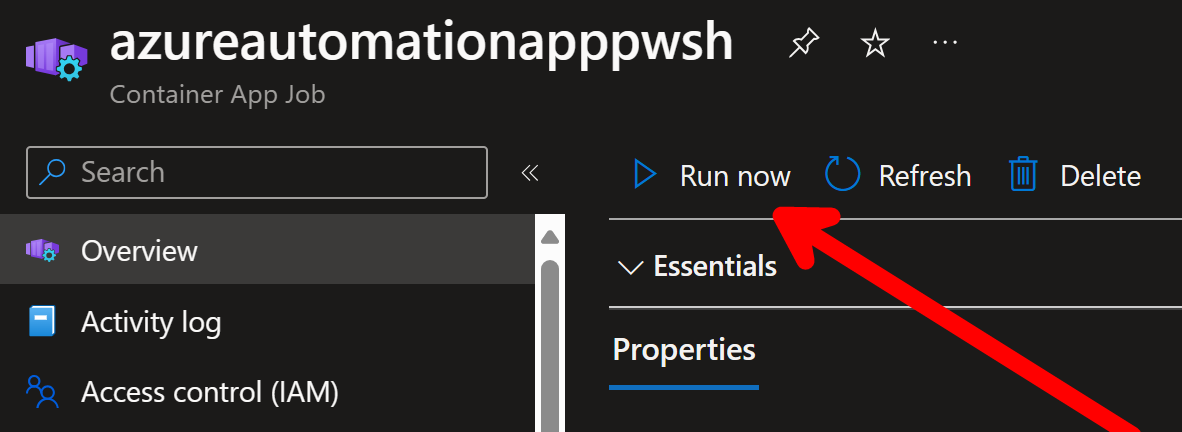 azureautomationapppwsh
Container App Job
Search
Run now
Refresh
Delete
Overview
Essentials
Activity log
Properties
Access control (IAM)